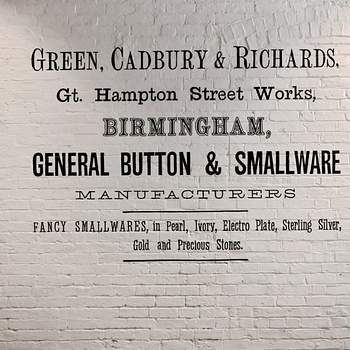 GREEN, CADBURY & RICHARDS,
Gt. Hampton Street Works,
BIRMINGHAM,
GENERAL BUTTON & SMALLWARE
MANUFACTURERS
FANCY SMALLWARES, in Pearl, Ivory, Electro Plate, Sterling Silver,
Gold and Precious Stones.